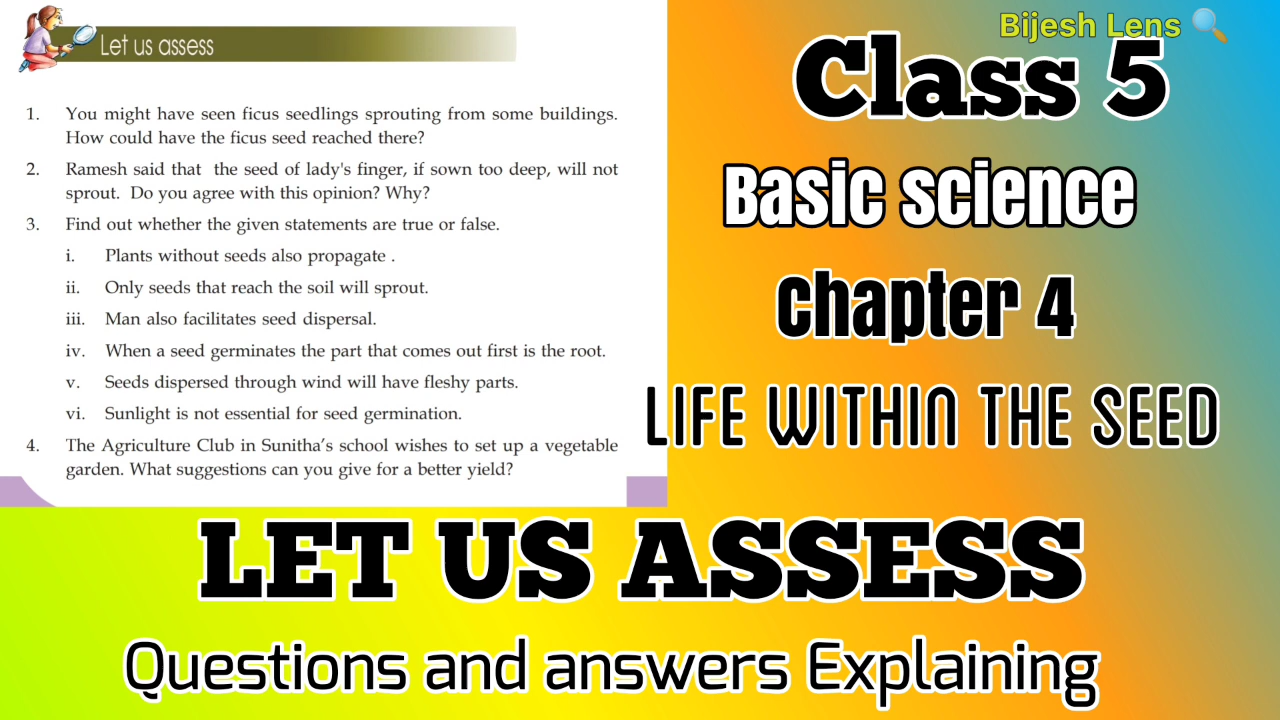 Let us assess
1. You might have seen ficus seedlings sprouting from some buildings.
How could have the ficus seed reached there?
2. Ramesh said that the seed of lady's finger, if sown too deep, will not
sprout. Do you agree with this opinion? Why?
3. Find out whether the given statements are true or false.
i. Plants without seeds also propagate .
ii. Only seeds that reach the soil will sprout.
iii. Man also facilitates seed dispersal.
iv. When a seed germinates the part that comes out first is the root.
v. Seeds dispersed through wind will have fleshy parts.
vi. Sunlight is not essential for seed germination.
4. The Agriculture Club in Sunitha's school wishes to set up a vegetable
garden. What suggestions can you give for a better yield?
Bijesh Lens
Class 5
Basic science
Chapter 4
LIFE WITHIN THE SEED
LET US ASSESS
Questions and answers Explaining